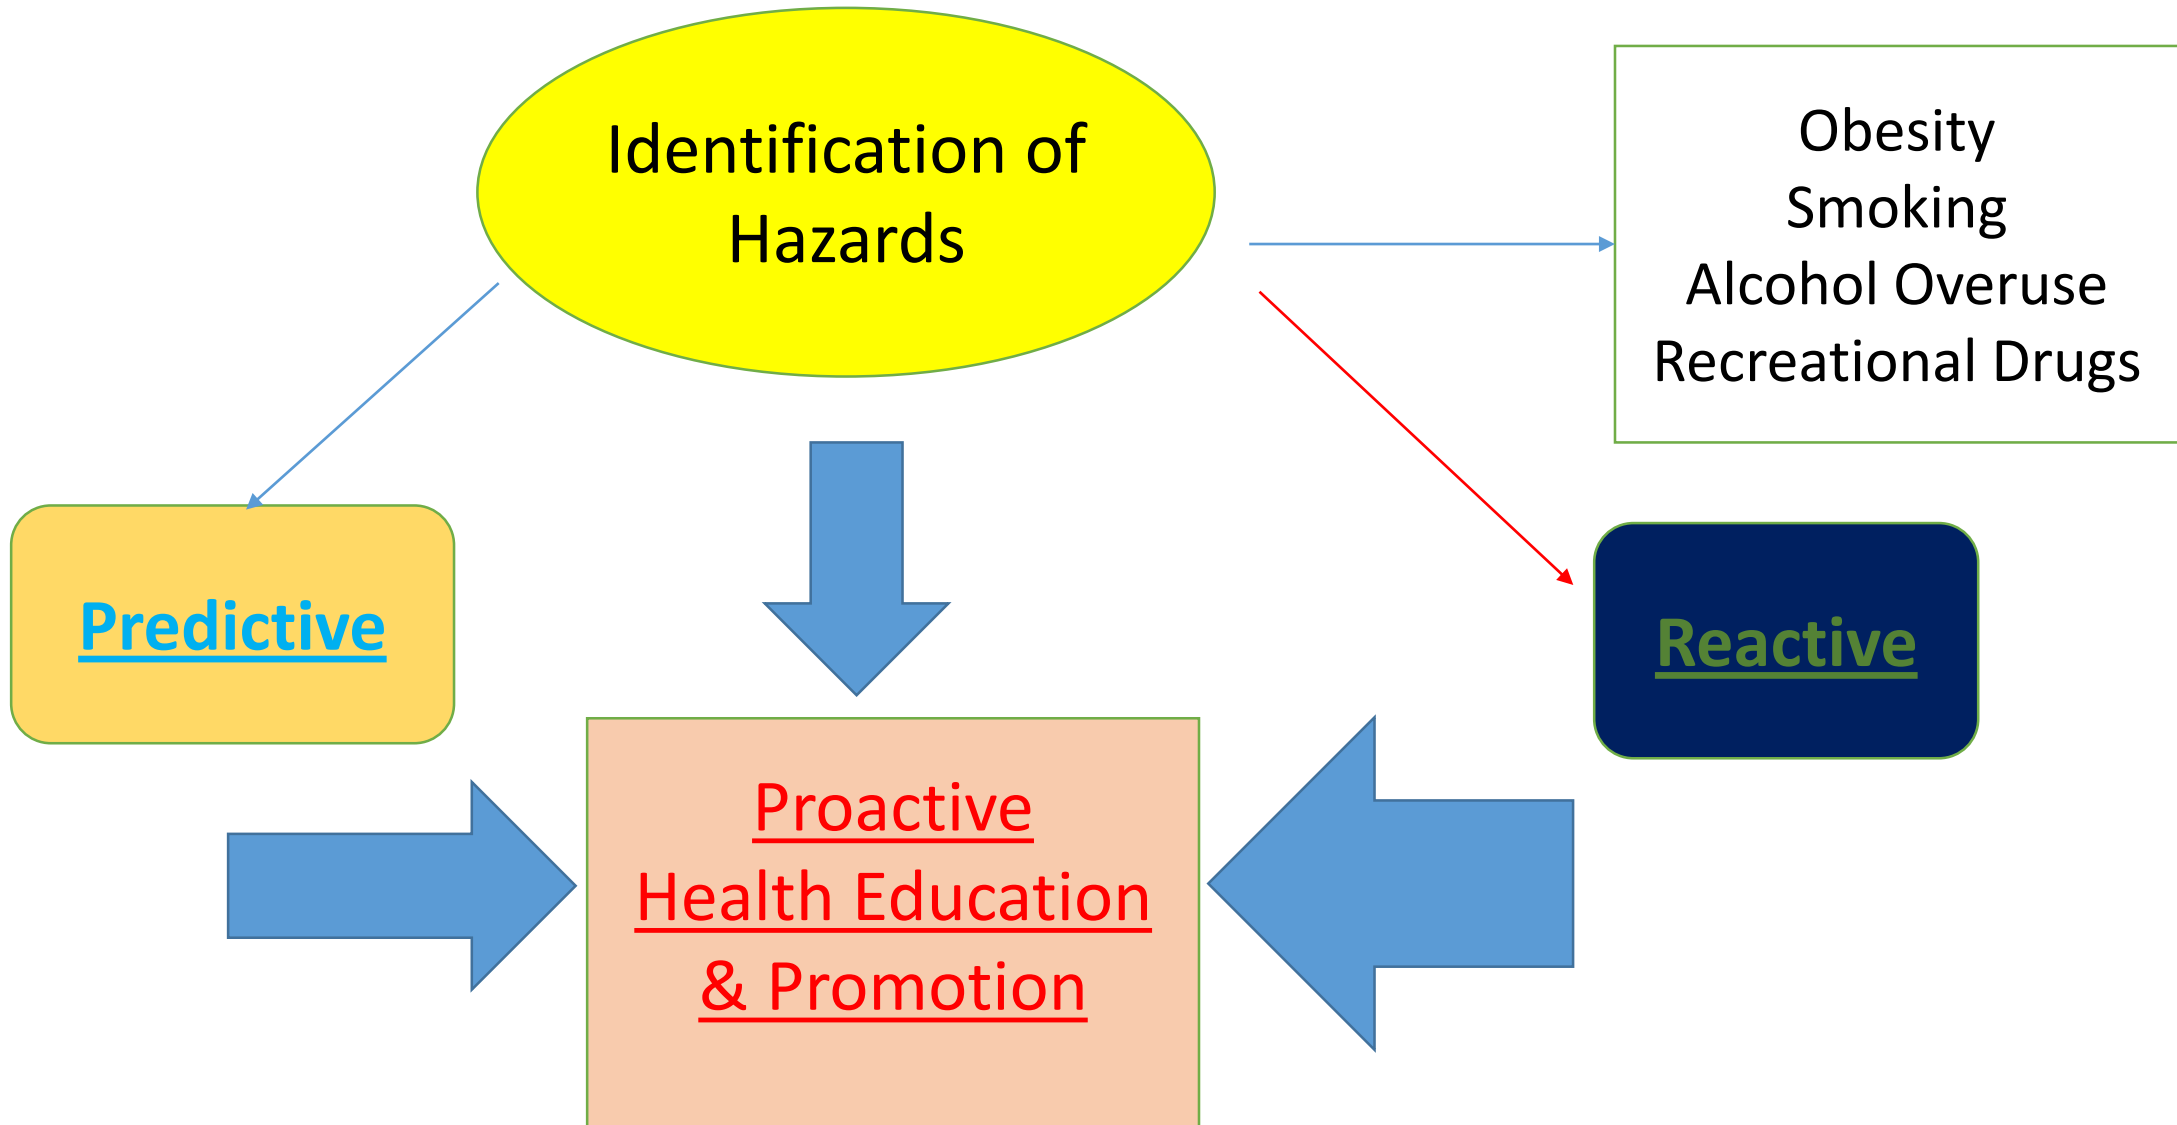 Identification of
Hazards
Obesity
Smoking
Alcohol Overuse
Recreational Drugs
Predictive
Reactive
Proactive
Health Education
& Promotion